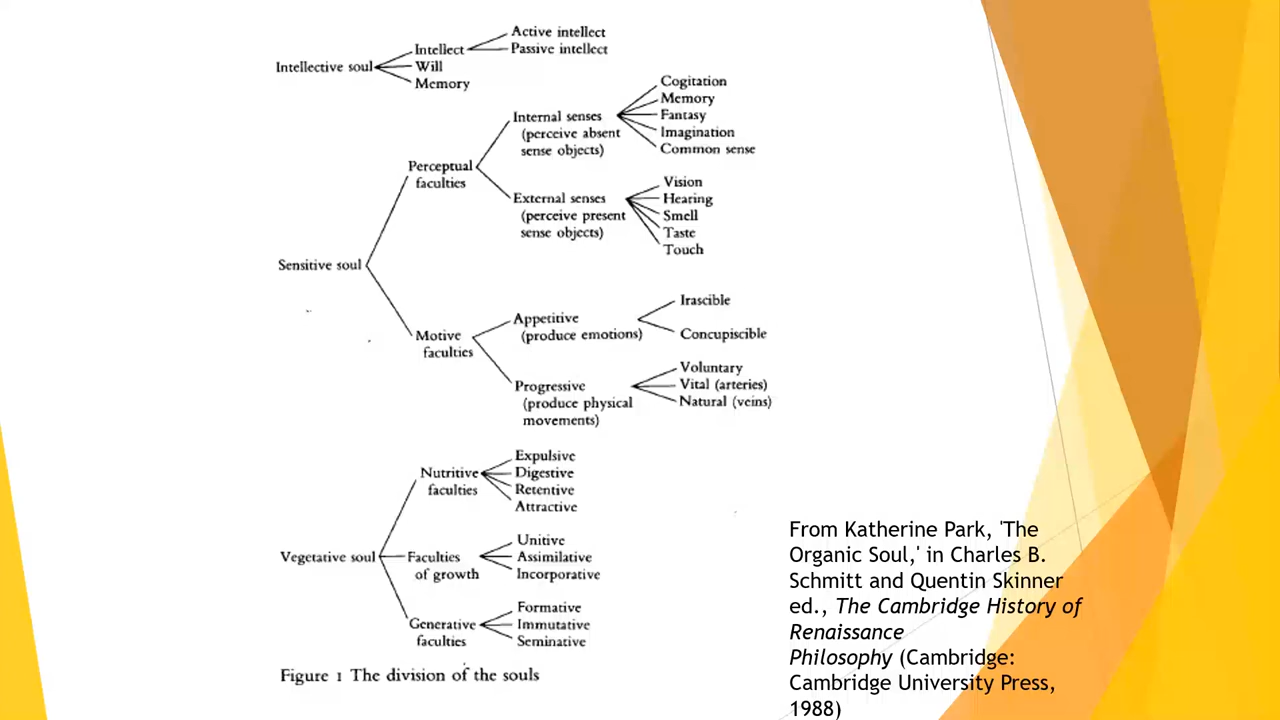 Active intellect
Intellect Passive intellect
Intellective soul Will
Memory
Cogitation
Memory
Internal senses Fantasy
(perceive absent Imagination
sense objects) Common sense
Perceptual
faculties
Vision
External senses Hearing
(perceive present Smell
sense objects) Taste
Touch
Sensitive soul
Irascible
Appetitive
(produce emotions) Concupiscible
Motive
faculties
Voluntary
Progressive Vital (arteries)
(produce physical Natural (veins)
movements)
Expulsive
Nutritive Digestive
faculties Retentive
Attractive
Unitive
Vegetative soul Faculties Assimilative
of growth Incorporative
Formative
Generative Immutative
faculties Seminative
Figure 1 The division of the souls
From Katherine Park, 'The
Organic Soul,' in Charles B.
Schmitt and Quentin Skinner
ed., The Cambridge History of
Renaissance
Philosophy (Cambridge:
Cambridge University Press,
1988)